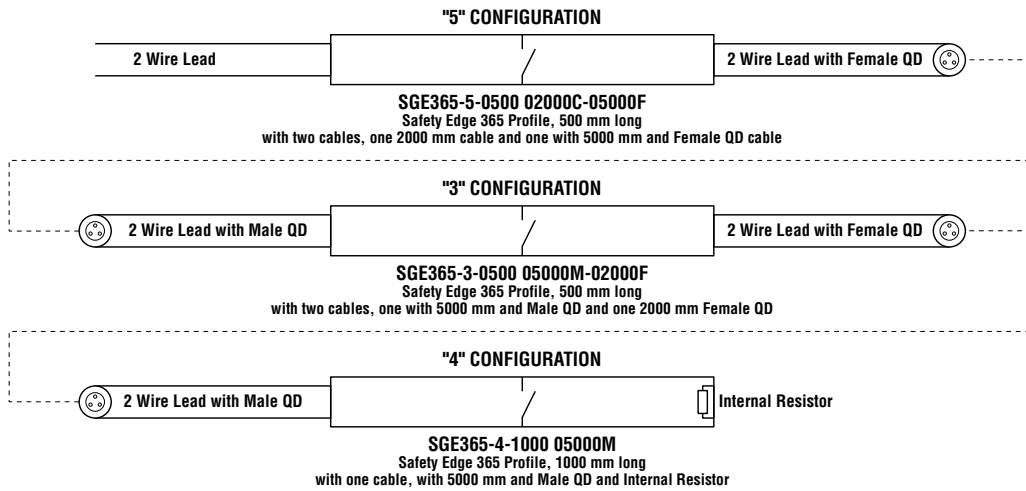 "5" CONFIGURATION
2 Wire Lead
2 Wire Lead with Female QD
SGE365-5-0500 02000C-05000F
Safety Edge 365 Profile, 500 mm long
with two cables, one 2000 mm cable and one with 5000 mm and Female QD cable
"3" CONFIGURATION
2 Wire Lead with Male QD
2 Wire Lead with Female QD
SGE365-3-0500 05000M-02000F
Safety Edge 365 Profile, 500 mm long
with two cables, one with 5000 mm and Male QD and one 2000 mm Female QD
"4" CONFIGURATION
2 Wire Lead with Male QD
Internal Resistor
SGE365-4-1000 05000M
Safety Edge 365 Profile, 1000 mm long
with one cable, with 5000 mm and Male QD and Internal Resistor